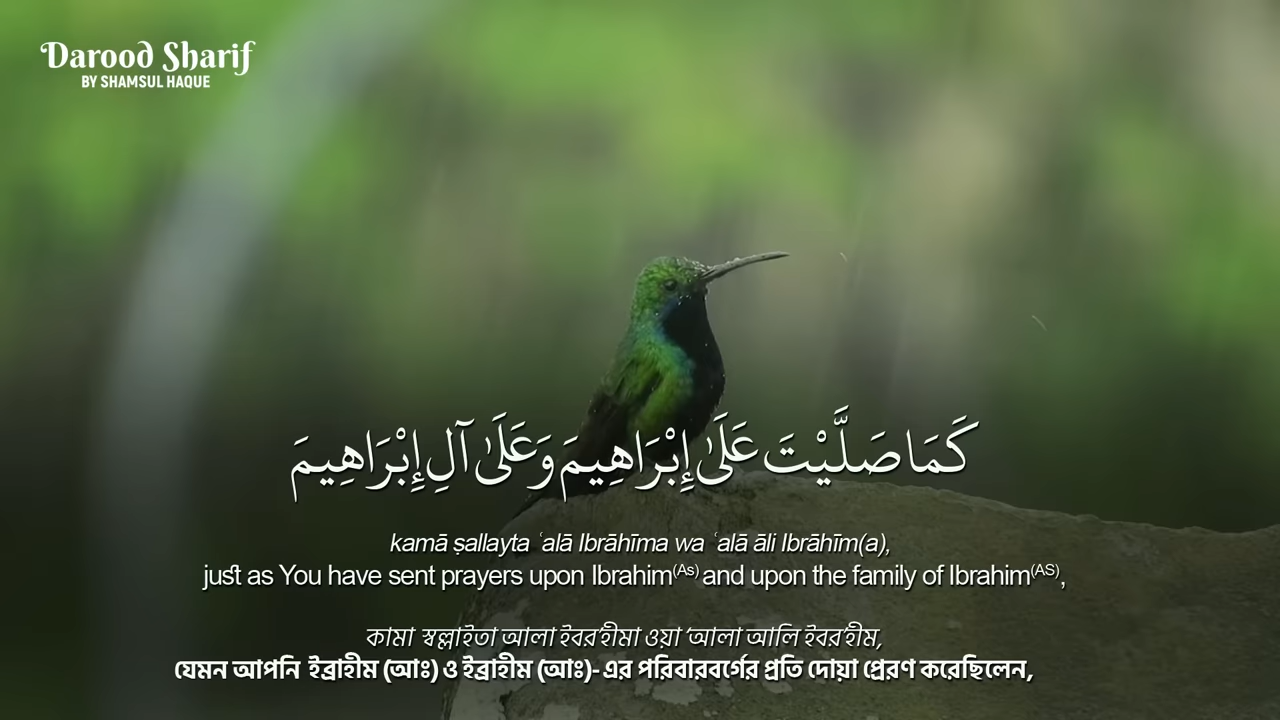 Darood Sharif
BY SHAMSUL HAQUE
كَمَا صَلَّيْتَ عَلَىٰ إِبْرَاهِيمَ وَعَلَىٰ آلِ إِبْرَاهِيمَ
kamā ṣallayta ʿalā Ibrāhīma wa ʿalā āli Ibrāhīm(a),
just as You have sent prayers upon Ibrahim(As) and upon the family of Ibrahim(AS),
কামা স্বল্লাইতা আলা ইবর'হীমা ওয়া 'আলা আলি ইবর'হীম,
যেমন আপনি ইব্রাহীম (আঃ) ও ইব্রাহীম (আঃ)- এর পরিবারবর্গের প্রতি দোয়া প্রেরণ করেছিলেন,